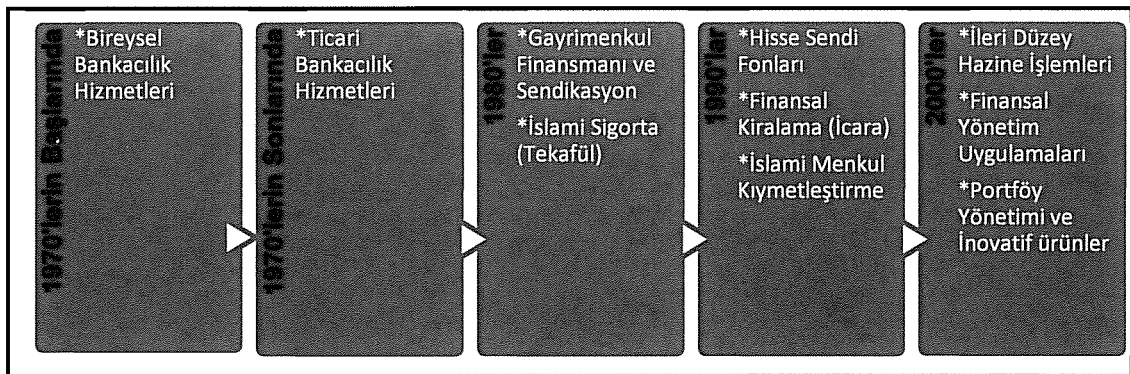 1970'lerin Başlarında
*Bireysel
Bankacılık
Hizmetleri
1970'lerin Sonlarında
*Ticari
Bankacılık
Hizmetleri
1980'ler
*Gayrimenkul
Finansmanı ve
Sendikasyon
*İslami Sigorta
(Tekafül)
1990'lar
*Hisse Sendi
Fonları
*Finansal
Kiralama (İcara)
*İslami Menkul
Kıymetleştirme
2000'ler
*İleri Düzey
Hazine İşlemleri
*Finansal
Yönetim
Uygulamaları
*Portföy
Yönetimi ve
İnovatif ürünler